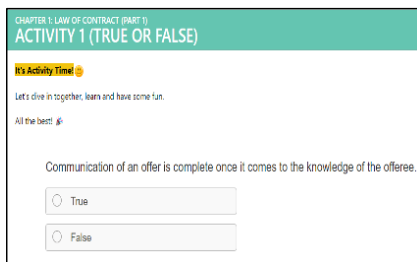 CHAPTER 1: LAW OF CONTRACT (PART 1)
ACTIVITY 1 (TRUE OR FALSE)
It's Activity Time! 😊
Let's dive in together, learn and have some fun.
All the best! 🎉
Communication of an offer is complete once it comes to the knowledge of the offeree.
True
False